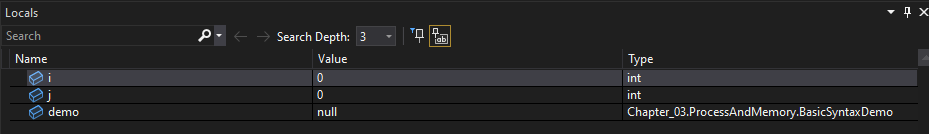 Locals
Search Search Depth: 3
Name Value Type
i 0 int
j 0 int
demo null Chapter_03.ProcessAndMemory.BasicSyntaxDemo